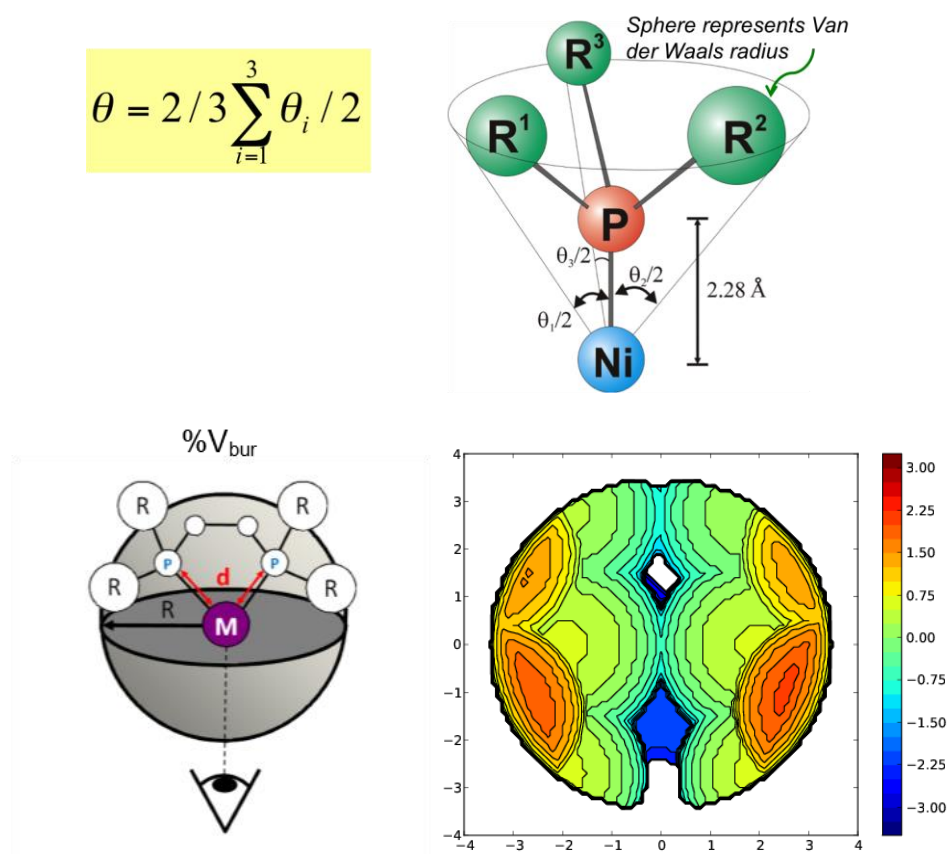 Sphere represents Van
der Waals radius
θ = 2/3 ∑ θᵢ/2
3
i=1
R³
R¹
R²
P
θ₃/2
θ₂/2
2.28 Å
θ₁/2
Ni
%Vbur
R
R
P
P
d
R
R
R
M
4
3
2
1
0
−1
−2
−3
−4
−4
−3
−2
−1
0
1
2
3
4
3.00
2.25
1.50
0.75
0.00
−0.75
−1.50
−2.25
−3.00